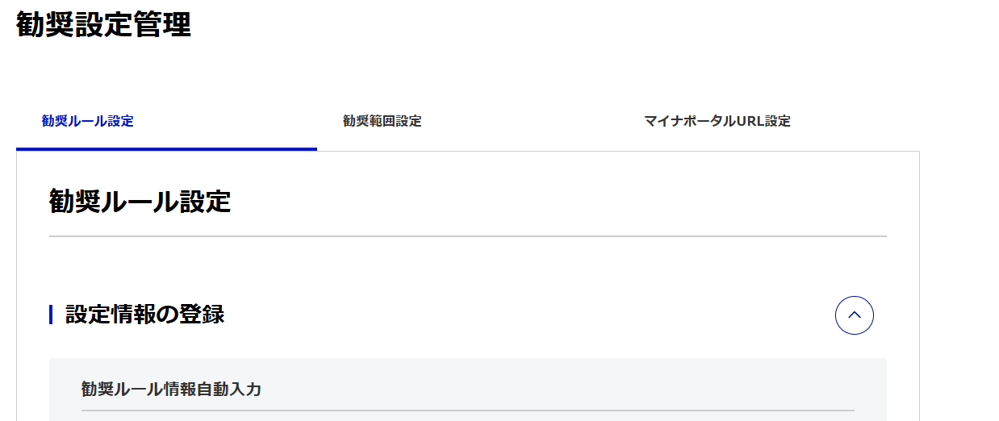 勧奨設定管理
勧奨ルール設定
勧奨範囲設定
マイナポータルURL設定
勧奨ルール設定
設定情報の登録
勧奨ルール情報自動入力